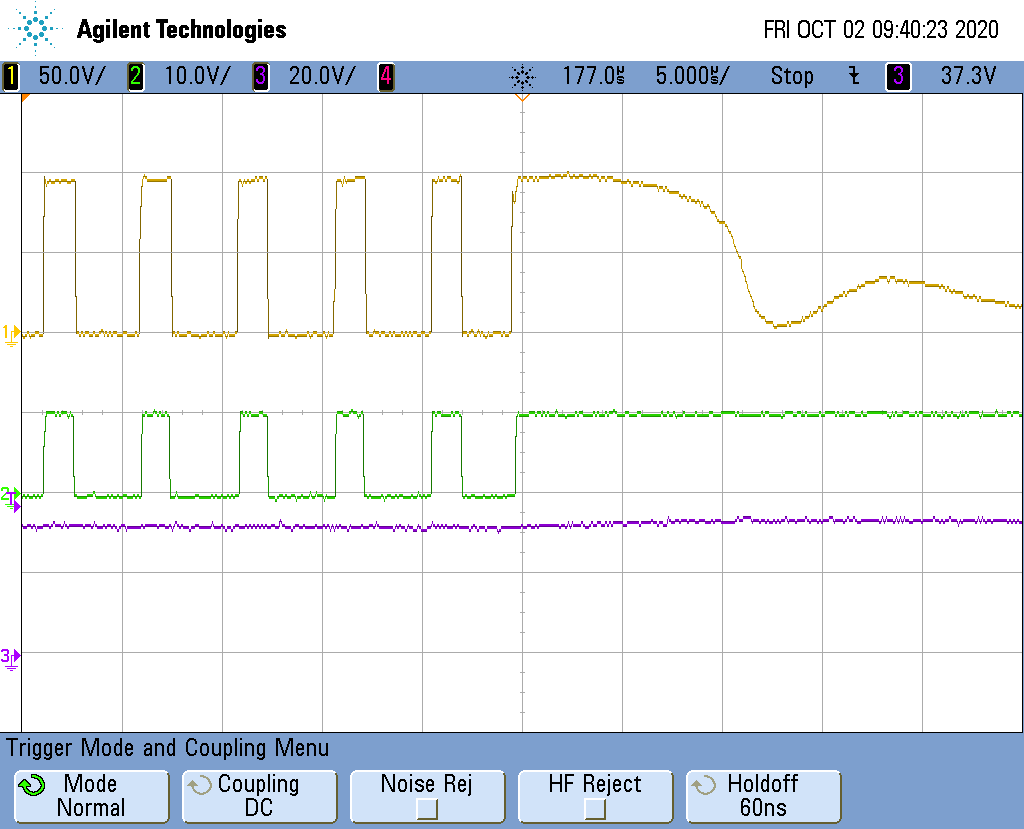 Agilent Technologies
FRI OCT 02 09:40:23 2020
1 50.0V/ 2 10.0V/ 3 20.0V/ 4 177.0µs 5.000µs/ Stop 3 37.3V
1
2
T
3
Trigger Mode and Coupling Menu
Mode
Normal
Coupling
DC
Noise Rej
HF Reject
Holdoff
60ns